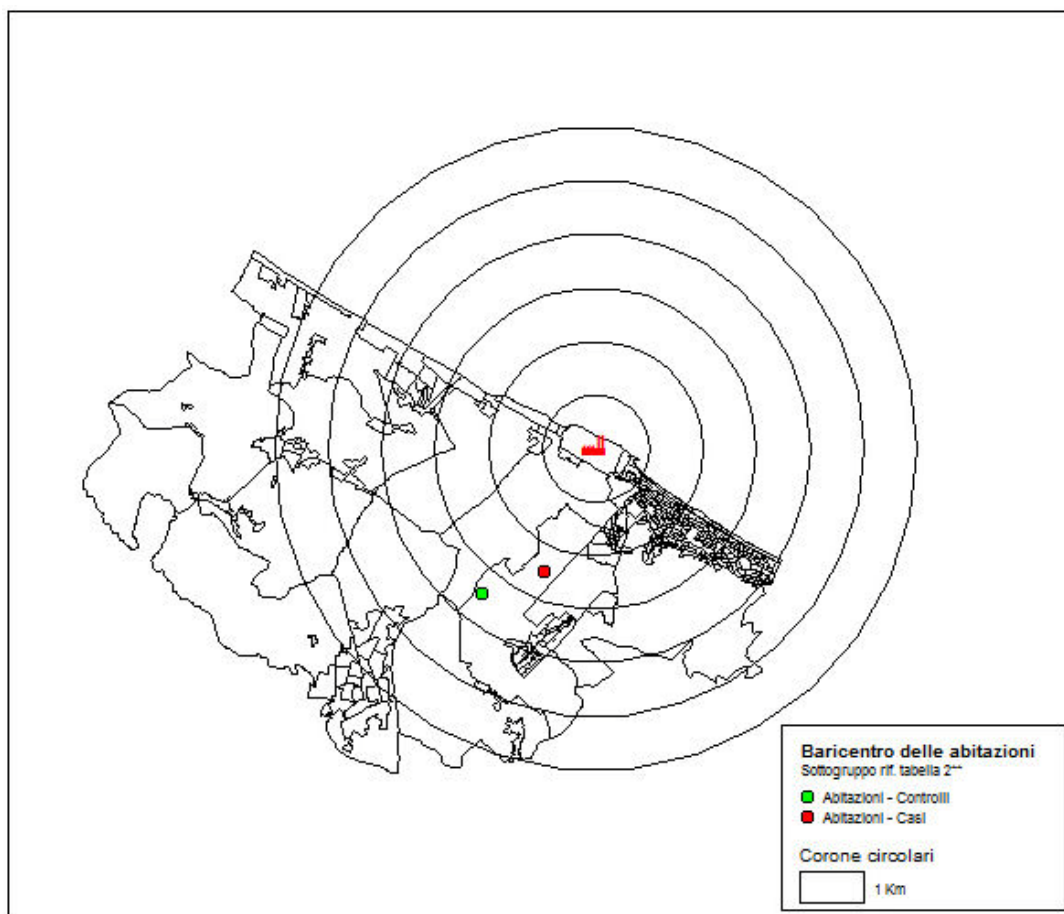 Baricentro delle abitazioni
Sottogruppo rif. tabella 2**
Abitazioni - Controlli
Abitazioni - Casi
Corone circolari
1 Km